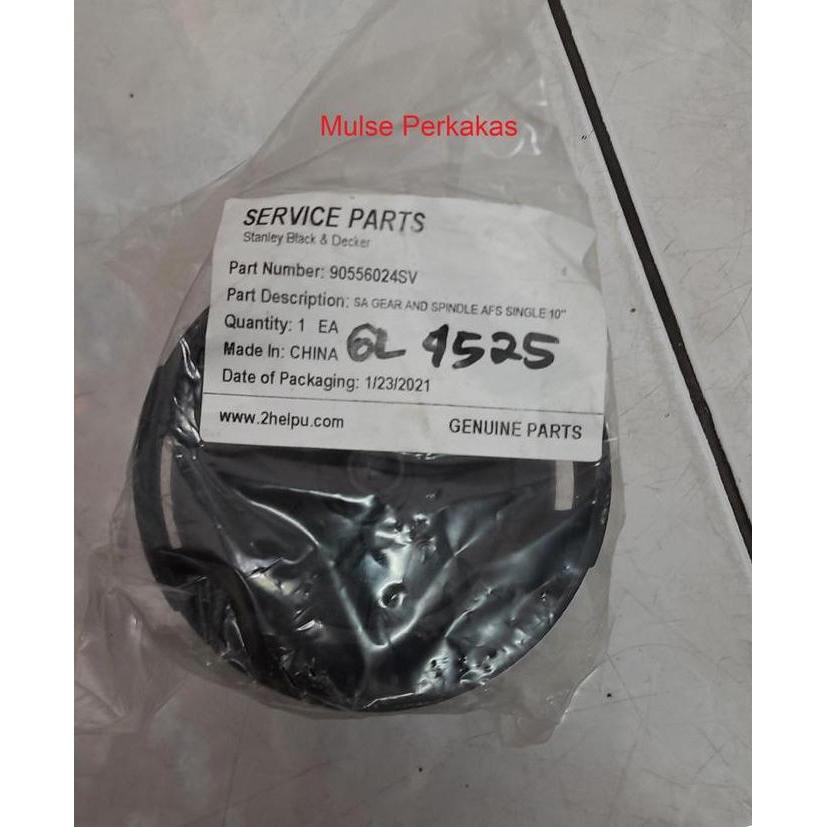 Mulse Perkakas
SERVICE PARTS
Stanley Black & Decker
Part Number: 90556024SV
Part Description: SA GEAR AND SPINDLE AFS SINGLE 10"
Quantity: 1 EA
Made In: CHINA GL 4525
Date of Packaging: 1/23/2021
www.2helpu.com
GENUINE PARTS